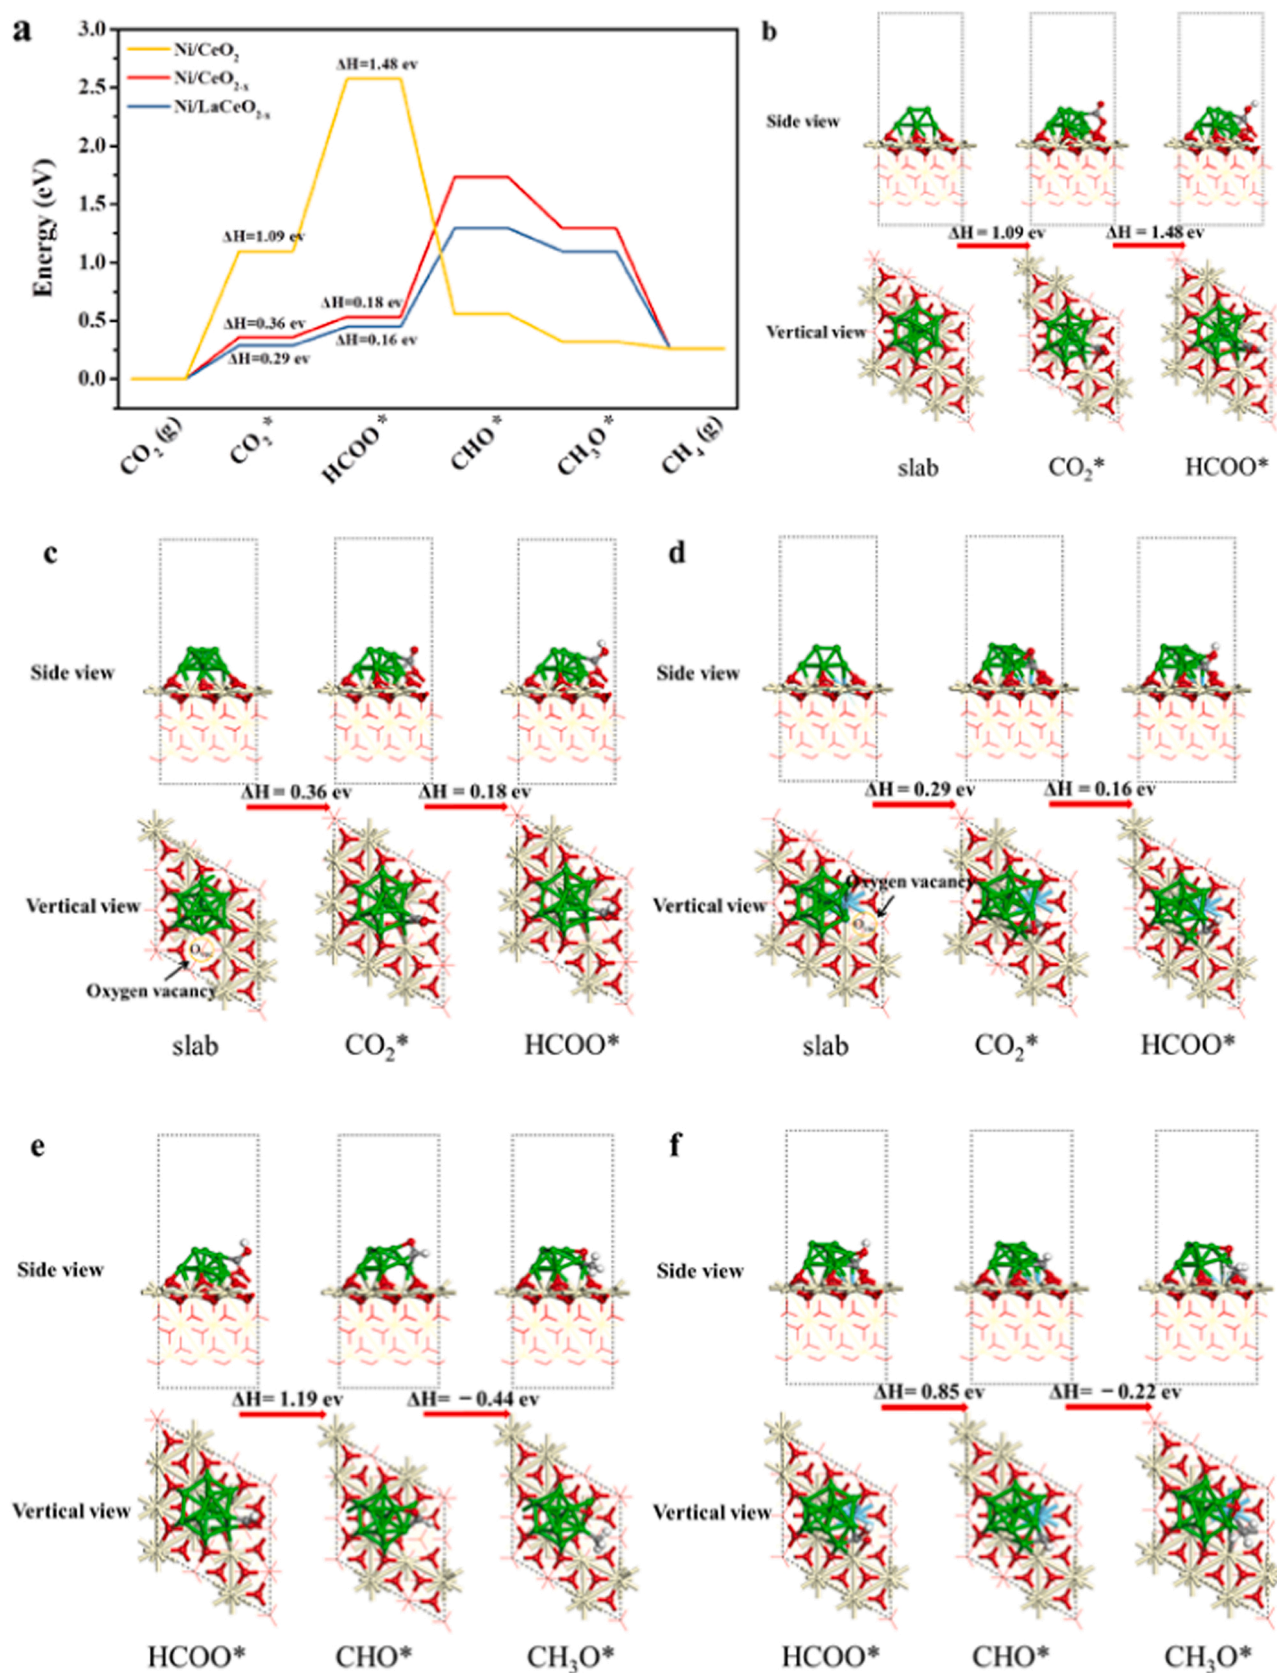 a
3.0
2.5
2.0
1.5
1.0
0.5
0.0
Energy (eV)
Ni/CeO₂
Ni/CeO₂₋ₓ
Ni/LaCeO₂₋ₓ
ΔH=1.48 ev
ΔH=1.09 ev
ΔH=0.18 ev
ΔH=0.36 ev
ΔH=0.16 ev
ΔH=0.29 ev
CO₂ (g)
CO₂*
HCOO*
CHO*
CH₃O*
CH₄ (g)
b
Side view
ΔH = 1.09 ev
ΔH = 1.48 ev
Vertical view
slab
CO₂*
HCOO*
c
Side view
ΔH = 0.36 ev
ΔH = 0.18 ev
Vertical view
Oxygen vacancy
slab
CO₂*
HCOO*
d
Side view
ΔH = 0.29 ev
ΔH = 0.16 ev
Oxygen vacancy
Vertical view
slab
CO₂*
HCOO*
e
Side view
ΔH= 1.19 ev
ΔH= −0.44 ev
Vertical view
HCOO*
CHO*
CH₃O*
f
Side view
ΔH= 0.85 ev
ΔH= −0.22 ev
Vertical view
HCOO*
CHO*
CH₃O*